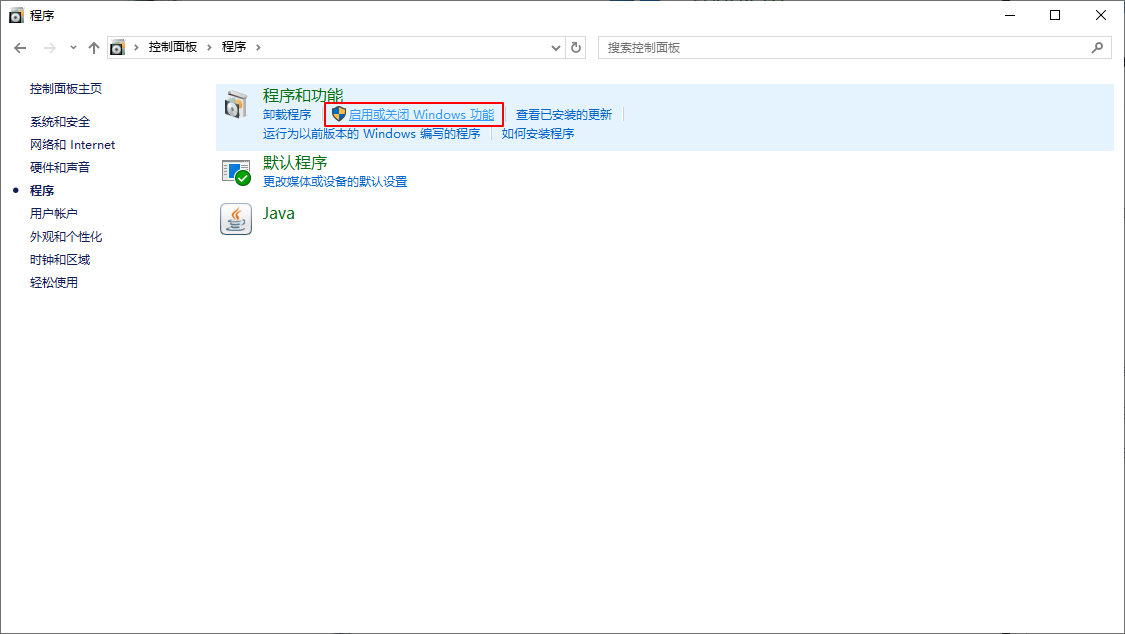 程序
控制面板 程序
搜索控制面板
控制面板主页
系统和安全
网络和 Internet
硬件和声音
程序
用户帐户
外观和个性化
时钟和区域
轻松使用
程序和功能
卸载程序 启用或关闭 Windows 功能 查看已安装的更新
运行为以前版本的 Windows 编写的程序 如何安装程序
默认程序
更改媒体或设备的默认设置
Java